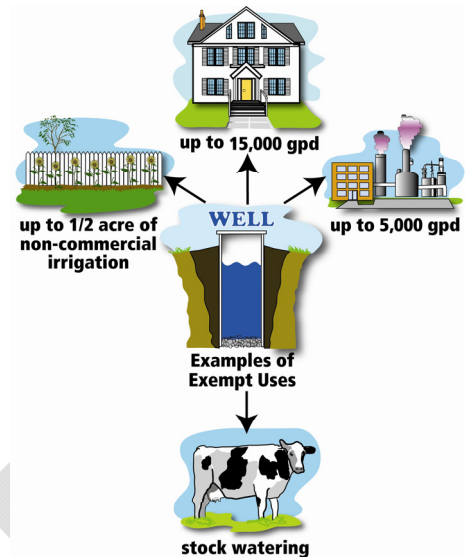 up to 15,000 gpd
up to 1/2 acre of
non-commercial
irrigation
up to 5,000 gpd
WELL
Examples of
Exempt Uses
stock watering